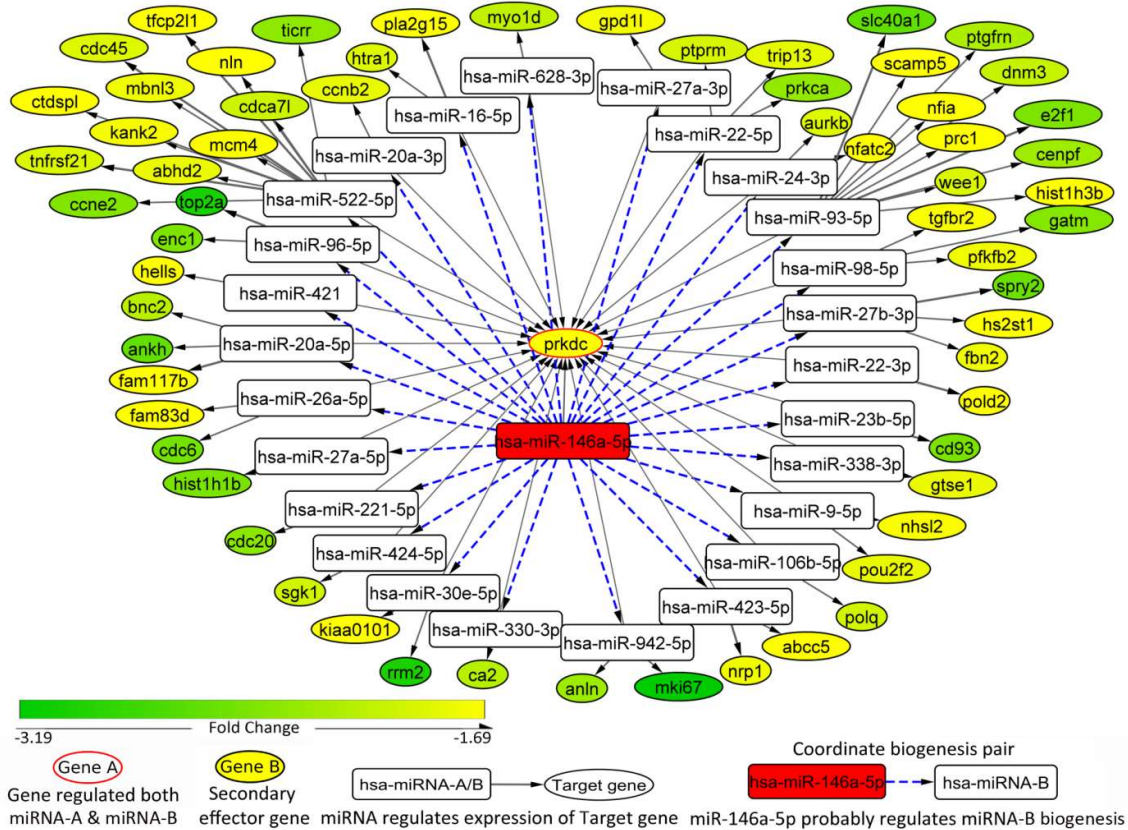 tfcp2l1
ticrr
pla2g15
myo1d
gpd1l
slc40a1
cdc45
nln
htra1
hsa-miR-628-3p
ptprm
trip13
ptgfrn
mbnl3
ccnb2
hsa-miR-27a-3p
scamp5
dnm3
ctdspl
cdca7l
hsa-miR-16-5p
prkca
nfia
kank2
mcm4
hsa-miR-20a-3p
hsa-miR-22-5p
aurkb
e2f1
tnfrsf21
abhd2
nfatc2
prc1
cenpf
ccne2
top2a
hsa-miR-522-5p
hsa-miR-24-3p
wee1
hist1h3b
enc1
hsa-miR-96-5p
hsa-miR-93-5p
tgfbr2
gatm
hells
hsa-miR-421
hsa-miR-98-5p
pfkfb2
bnc2
spry2
ankh
hsa-miR-20a-5p
prkdc
hsa-miR-27b-3p
hs2st1
fam117b
fbn2
hsa-miR-26a-5p
hsa-miR-22-3p
fam83d
pold2
cdc6
hsa-miR-146a-5p
hsa-miR-23b-5p
cd93
hsa-miR-27a-5p
hsa-miR-338-3p
hist1h1b
gtse1
hsa-miR-221-5p
hsa-miR-9-5p
nhsl2
cdc20
hsa-miR-424-5p
hsa-miR-106b-5p
pou2f2
sgk1
hsa-miR-30e-5p
hsa-miR-423-5p
polq
kiaa0101
hsa-miR-330-3p
hsa-miR-942-5p
abcc5
rrm2
ca2
anln
mki67
nrp1
-3.19
Fold Change
-1.69
Gene A
Gene regulated both
miRNA-A & miRNA-B
Gene B
Secondary
effector gene
hsa-miRNA-A/B
Target gene
miRNA regulates expression of Target gene
Coordinate biogenesis pair
hsa-miR-146a-5p
hsa-miRNA-B
miR-146a-5p probably regulates miRNA-B biogenesis